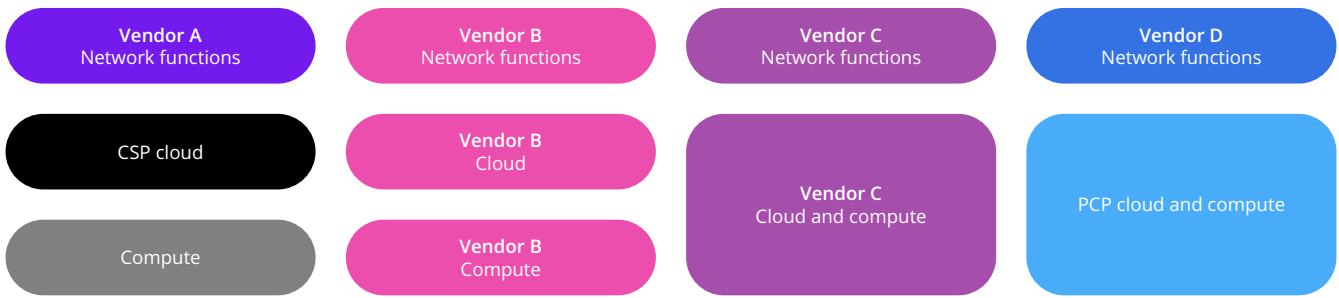 Vendor A
Network functions
Vendor B
Network functions
Vendor C
Network functions
Vendor D
Network functions
CSP cloud
Vendor B
Cloud
Vendor C
Cloud and compute
PCP cloud and compute
Compute
Vendor B
Compute